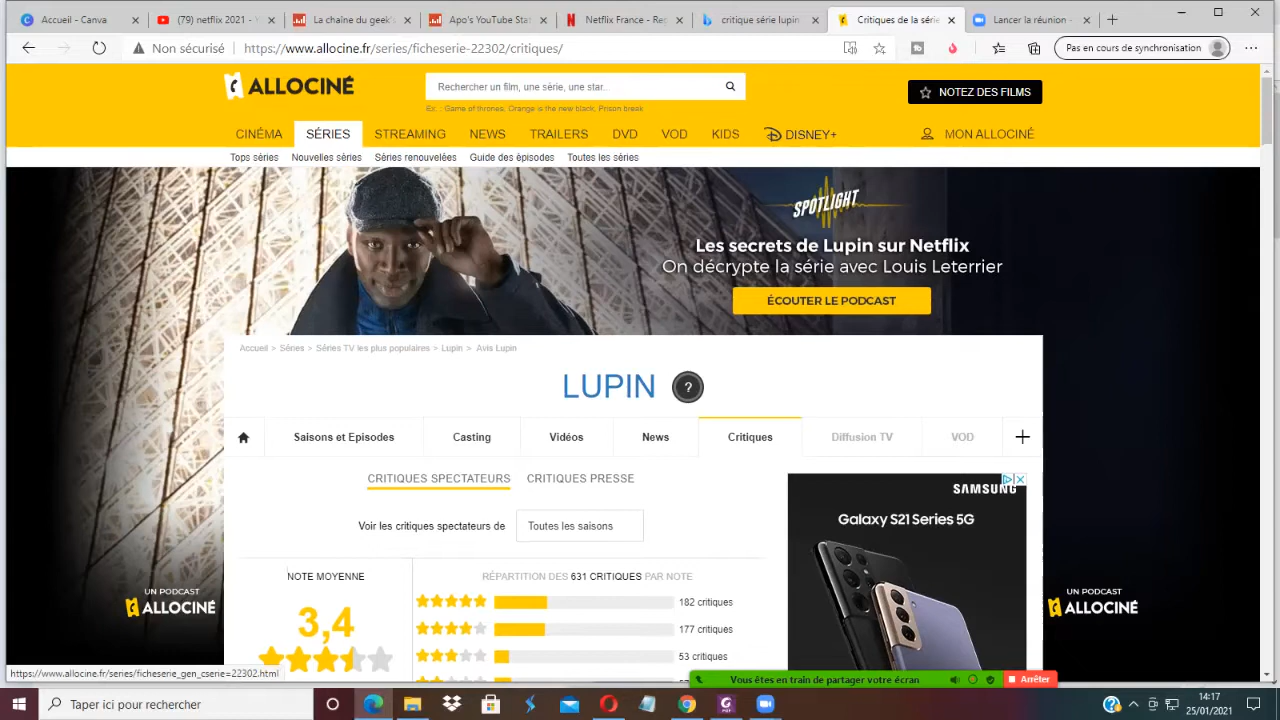 Accueil - Canva
(79) netflix 2021 -
La chaine du geek'
Apo's YouTube Sta
Netflix France - Re
critique série lupin
Critiques de la série
Lancer la réunion -
Non sécurisé
https://www.allocine.fr/series/ficheserie-22302/critiques/
Pas en cours de synchronisation
ALLOCINÉ
Rechercher un film, une série, une star...
Ex. : Game of thrones, Orange is the new black, Prison break
NOTEZ DES FILMS
CINÉMA SÉRIES STREAMING NEWS TRAILERS DVD VOD KIDS DISNEY+ MON ALLOCINÉ
Tops séries Nouvelles séries Séries renouvelées Guide des épisodes Toutes les séries
SPOTLIGHT
Les secrets de Lupin sur Netflix
On décrypte la série avec Louis Leterrier
ÉCOUTER LE PODCAST
Accueil > Séries > Séries TV les plus populaires > Lupin > Avis Lupin
LUPIN ?
Saisons et Episodes Casting Vidéos News Critiques Diffusion TV VOD
CRITIQUES SPECTATEURS CRITIQUES PRESSE
Voir les critiques spectateurs de Toutes les saisons
NOTE MOYENNE
3,4
RÉPARTITION DES 631 CRITIQUES PAR NOTE
182 critiques
177 critiques
53 critiques
SAMSUNG
Galaxy S21 Series 5G
UN PODCAST
ALLOCINÉ
UN PODCAST
ALLOCINÉ
https://www.allocine.fr/series/ficheserie_gen_cserie=22302.html
Vous êtes en train de partager votre écran
Arrêter
Taper ici pour rechercher
14:17
25/01/2021